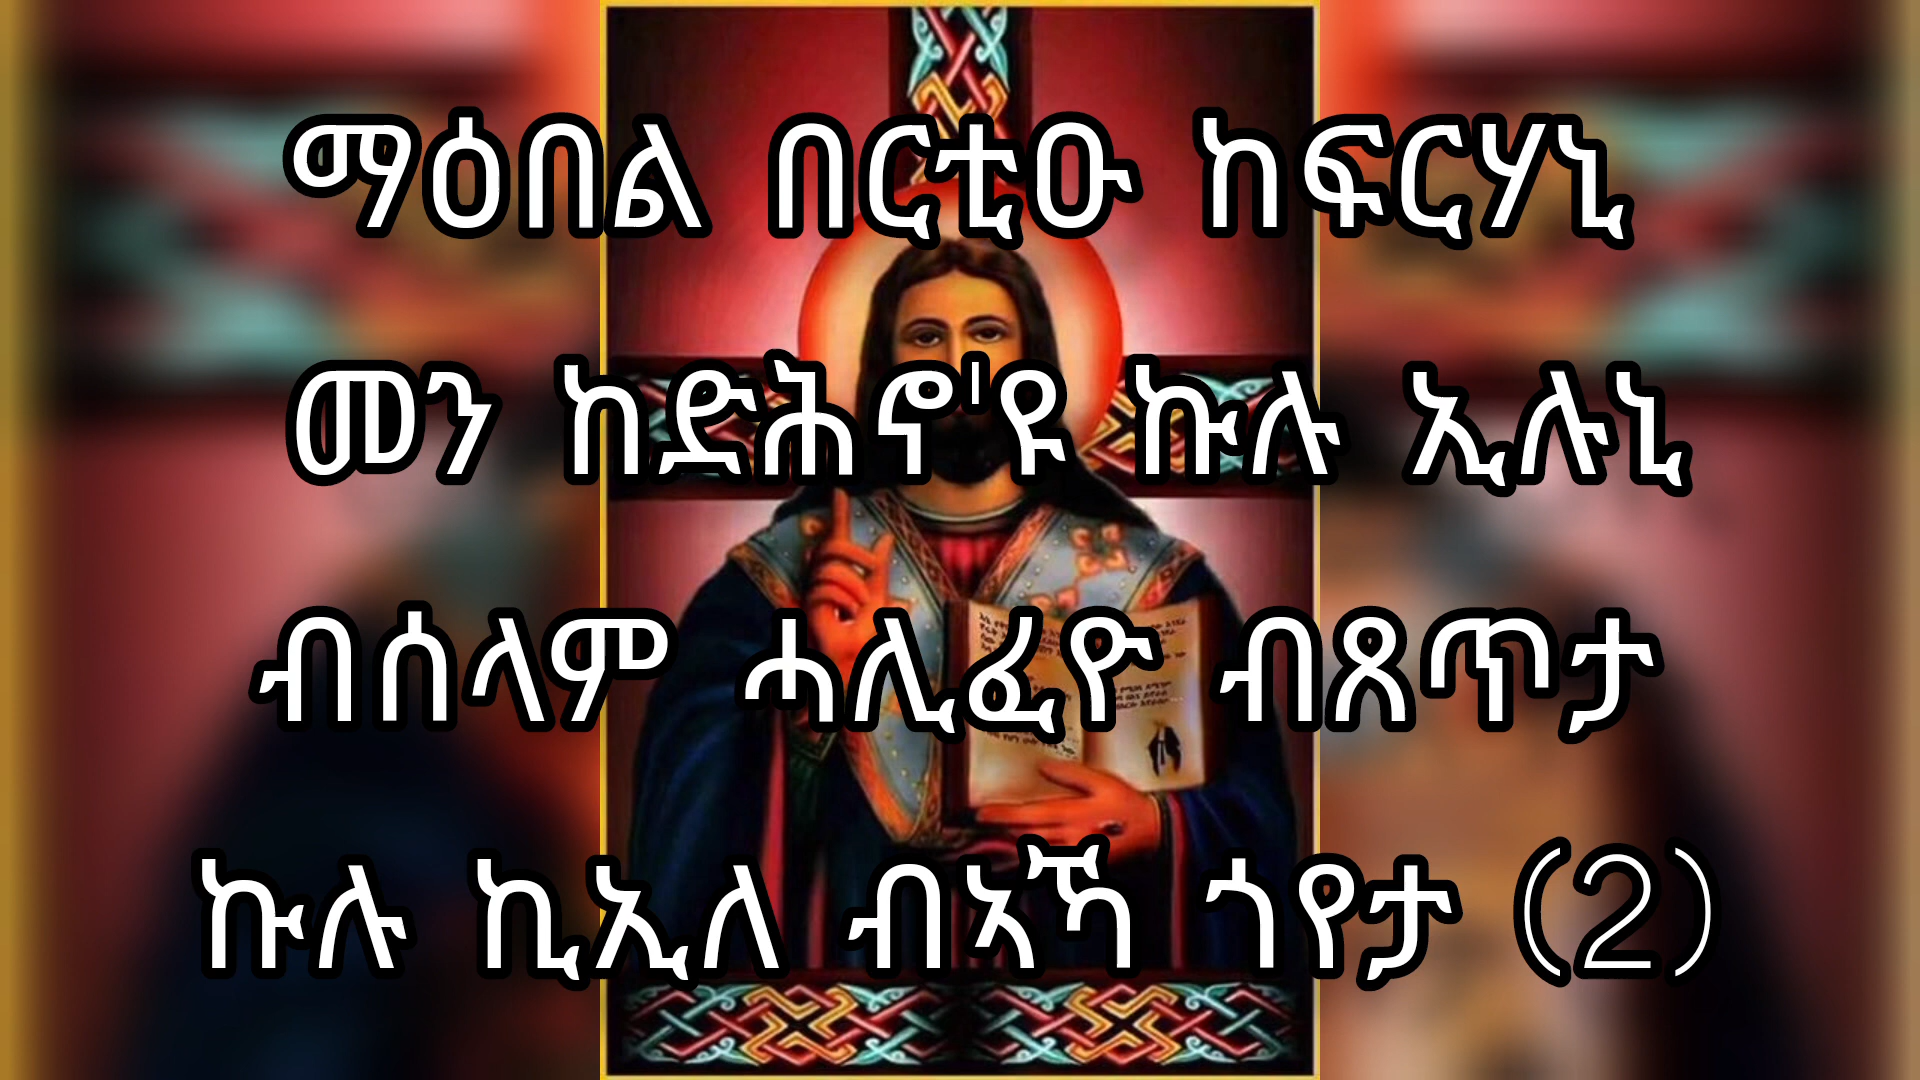 ማዕበል በርቲዑ ከፍርሃኒ
መን ከድሕኖ'ዩ ኩሉ ኢሉኒ
ብሰላም ሓሊፈዮ ብጸጥታ
ኩሉ ኪኢለ ብኣኻ ጎየታ (2)